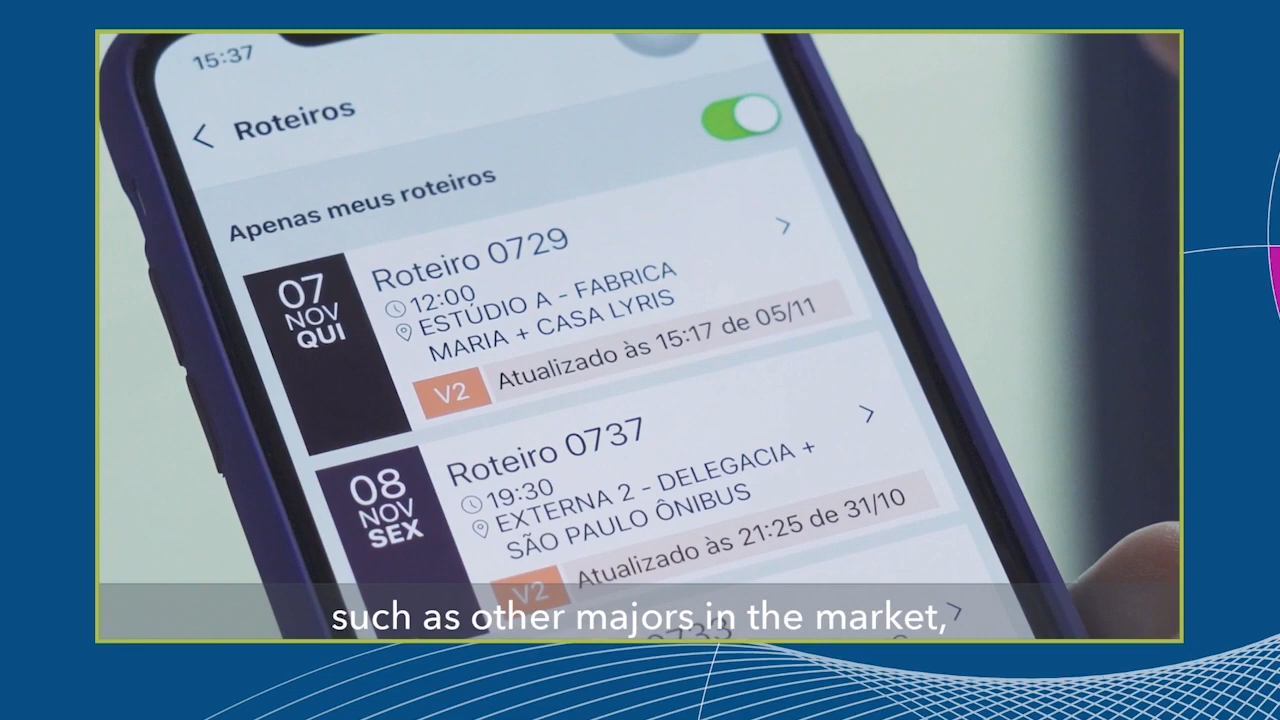 15:37
Roteiros
Apenas meus roteiros
07
NOV
QUI
Roteiro 0729
12:00
ESTÚDIO A - FABRICA
MARIA + CASA LYRIS
V2
Atualizado às 15:17 de 05/11
08
NOV
SEX
Roteiro 0737
19:30
EXTERNA 2 - DELEGACIA +
SÃO PAULO ÔNIBUS
V2
Atualizado às 21:25 de 31/10
0733
such as other majors in the market,